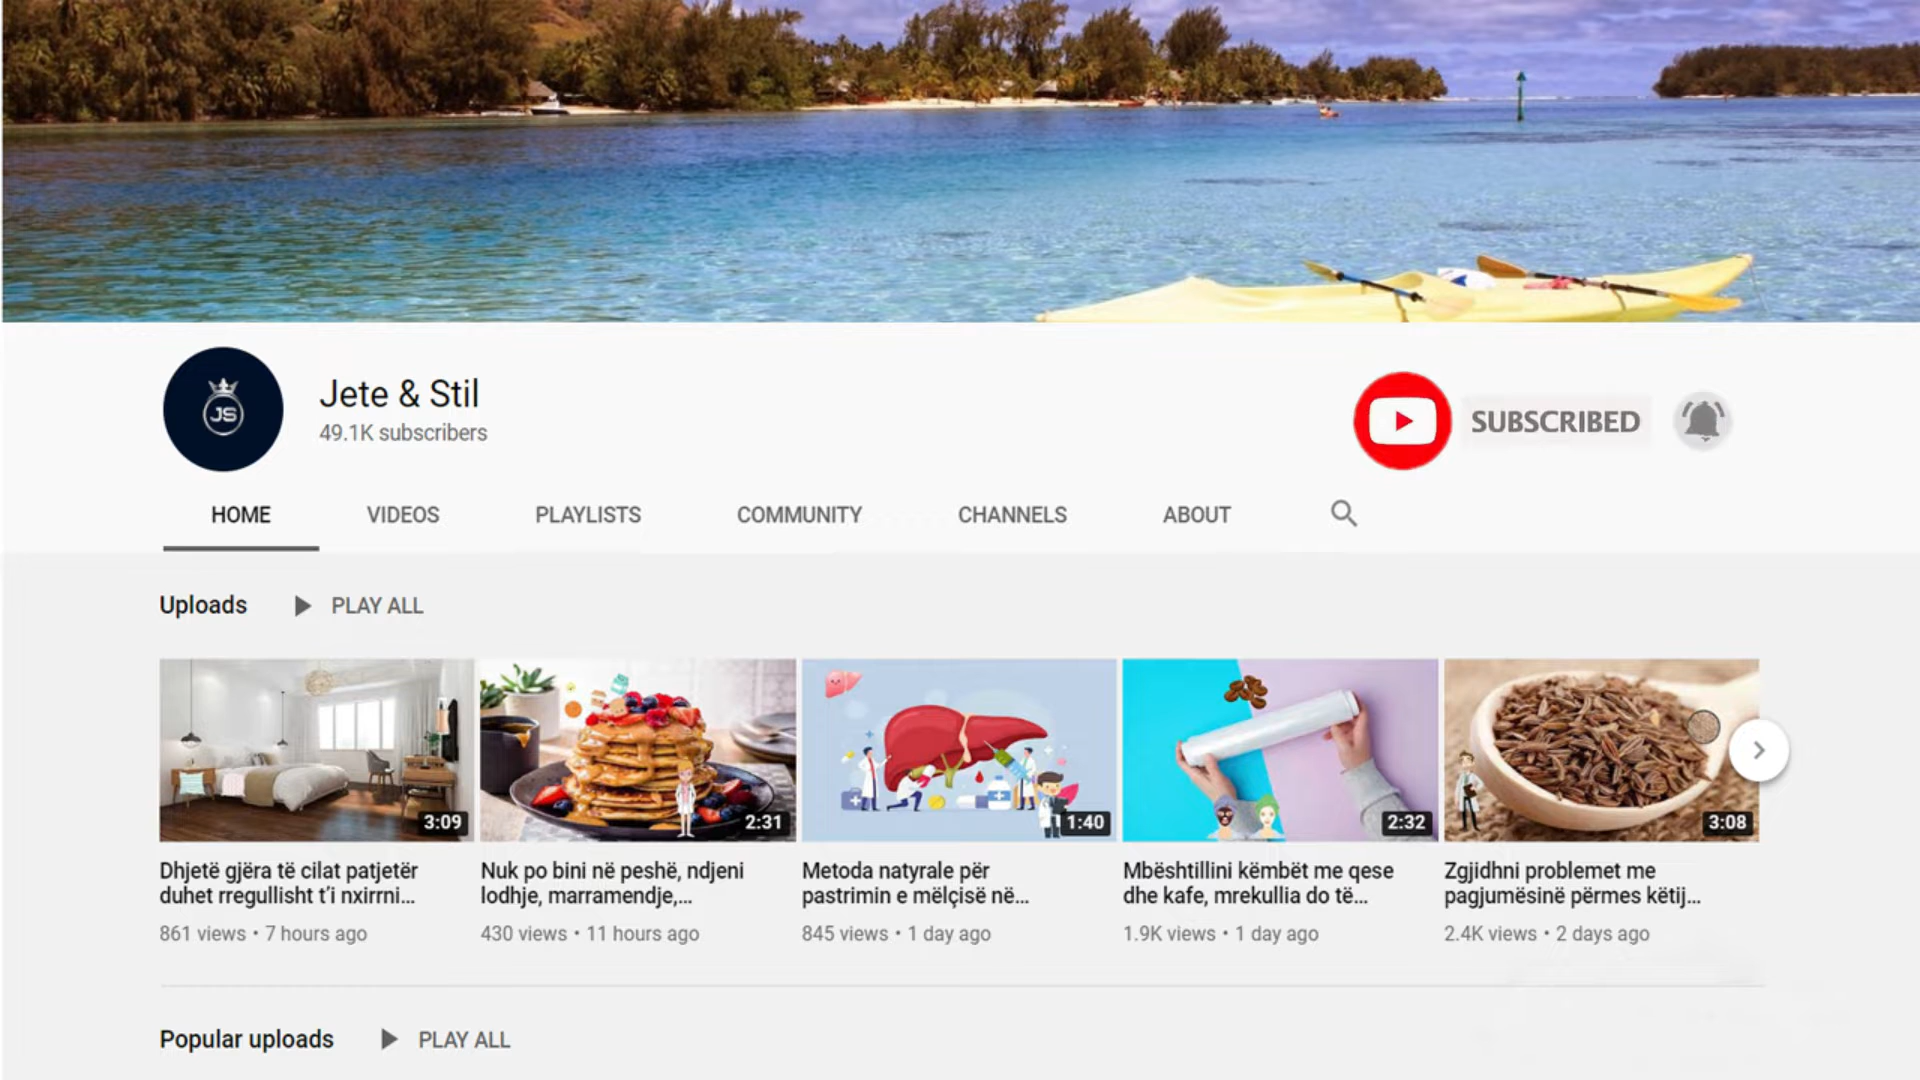 JS
Jete & Stil
49.1K subscribers
SUBSCRIBED
HOME VIDEOS PLAYLISTS COMMUNITY CHANNELS ABOUT
Uploads PLAY ALL
3:09 2:31 1:40 2:32 3:08
Dhjetë gjëra të cilat patjetër
duhet rregullisht t’i nxirrni...
861 views • 7 hours ago
Nuk po bini në peshë, ndjeni
lodhje, marramendje,...
430 views • 11 hours ago
Metoda natyrale për
pastrimin e mëlçisë në...
845 views • 1 day ago
Mbështillini këmbët me qese
dhe kafe, mrekullia do të...
1.9K views • 1 day ago
Zgjidhni problemet me
pagjumësinë përmes këtij...
2.4K views • 2 days ago
Popular uploads PLAY ALL